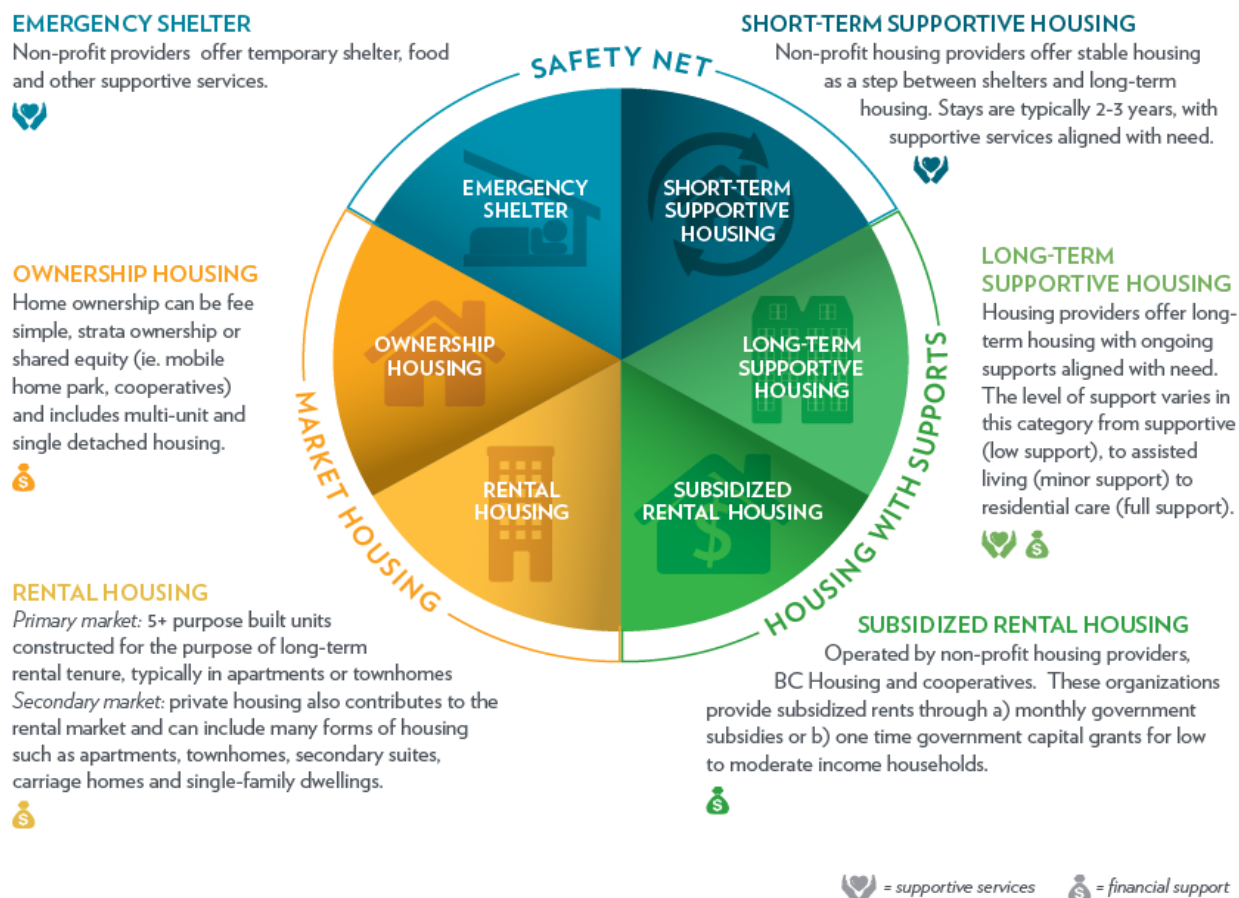 EMERGENCY SHELTER
Non-profit providers offer temporary shelter, food
and other supportive services.
SHORT-TERM SUPPORTIVE HOUSING
Non-profit housing providers offer stable housing
as a step between shelters and long-term
housing. Stays are typically 2-3 years, with
supportive services aligned with need.
SAFETY NET
EMERGENCY
SHELTER
SHORT-TERM
SUPPORTIVE
HOUSING
OWNERSHIP HOUSING
Home ownership can be fee
simple, strata ownership or
shared equity (ie. mobile
home park, cooperatives)
and includes multi-unit and
single detached housing.
$
OWNERSHIP
HOUSING
LONG-TERM
SUPPORTIVE
HOUSING
LONG-TERM
SUPPORTIVE HOUSING
Housing providers offer long-
term housing with ongoing
supports aligned with need.
The level of support varies in
this category from supportive
(low support), to assisted
living (minor support) to
residential care (full support).
$
MARKET HOUSING
HOUSING WITH SUPPORTS
RENTAL
HOUSING
SUBSIDIZED
RENTAL HOUSING
$
RENTAL HOUSING
Primary market: 5+ purpose built units
constructed for the purpose of long-term
rental tenure, typically in apartments or townhomes
Secondary market: private housing also contributes to the
rental market and can include many forms of housing
such as apartments, townhomes, secondary suites,
carriage homes and single-family dwellings.
$
SUBSIDIZED RENTAL HOUSING
Operated by non-profit housing providers,
BC Housing and cooperatives. These organizations
provide subsidized rents through a) monthly government
subsidies or b) one time government capital grants for low
to moderate income households.
$
= supportive services
$ = financial support